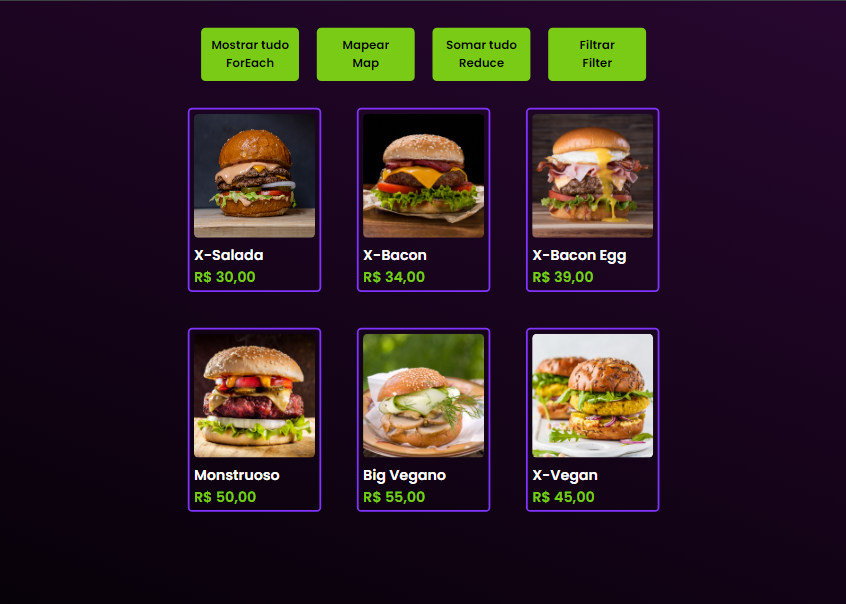 Mostrar tudo
ForEach
Mapear
Map
Somar tudo
Reduce
Filtrar
Filter
X-Salada
R$ 30,00
X-Bacon
R$ 34,00
X-Bacon Egg
R$ 39,00
Monstruoso
R$ 50,00
Big Vegano
R$ 55,00
X-Vegan
R$ 45,00